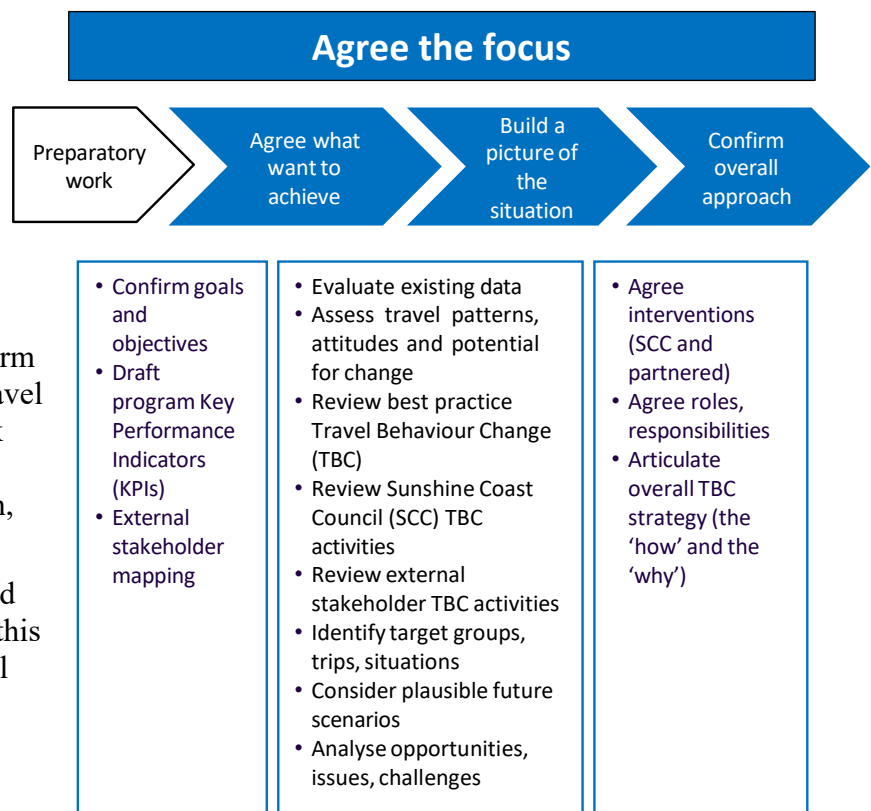 Agree the focus
Preparatory
work
Agree what
want to
achieve
Build a
picture of
the
situation
Confirm
overall
approach
rm
avel
n,
d
this
l
• Confirm goals
and
objectives
• Draft
program Key
Performance
Indicators
(KPIs)
• External
stakeholder
mapping
• Evaluate existing data
• Assess travel patterns,
attitudes and potential
for change
• Review best practice
Travel Behaviour Change
(TBC)
• Review Sunshine Coast
Council (SCC) TBC
activities
• Review external
stakeholder TBC activities
• Identify target groups,
trips, situations
• Consider plausible future
scenarios
• Analyse opportunities,
issues, challenges
• Agree
interventions
(SCC and
partnered)
• Agree roles,
responsibilities
• Articulate
overall TBC
strategy (the
‘how’ and the
‘why’)